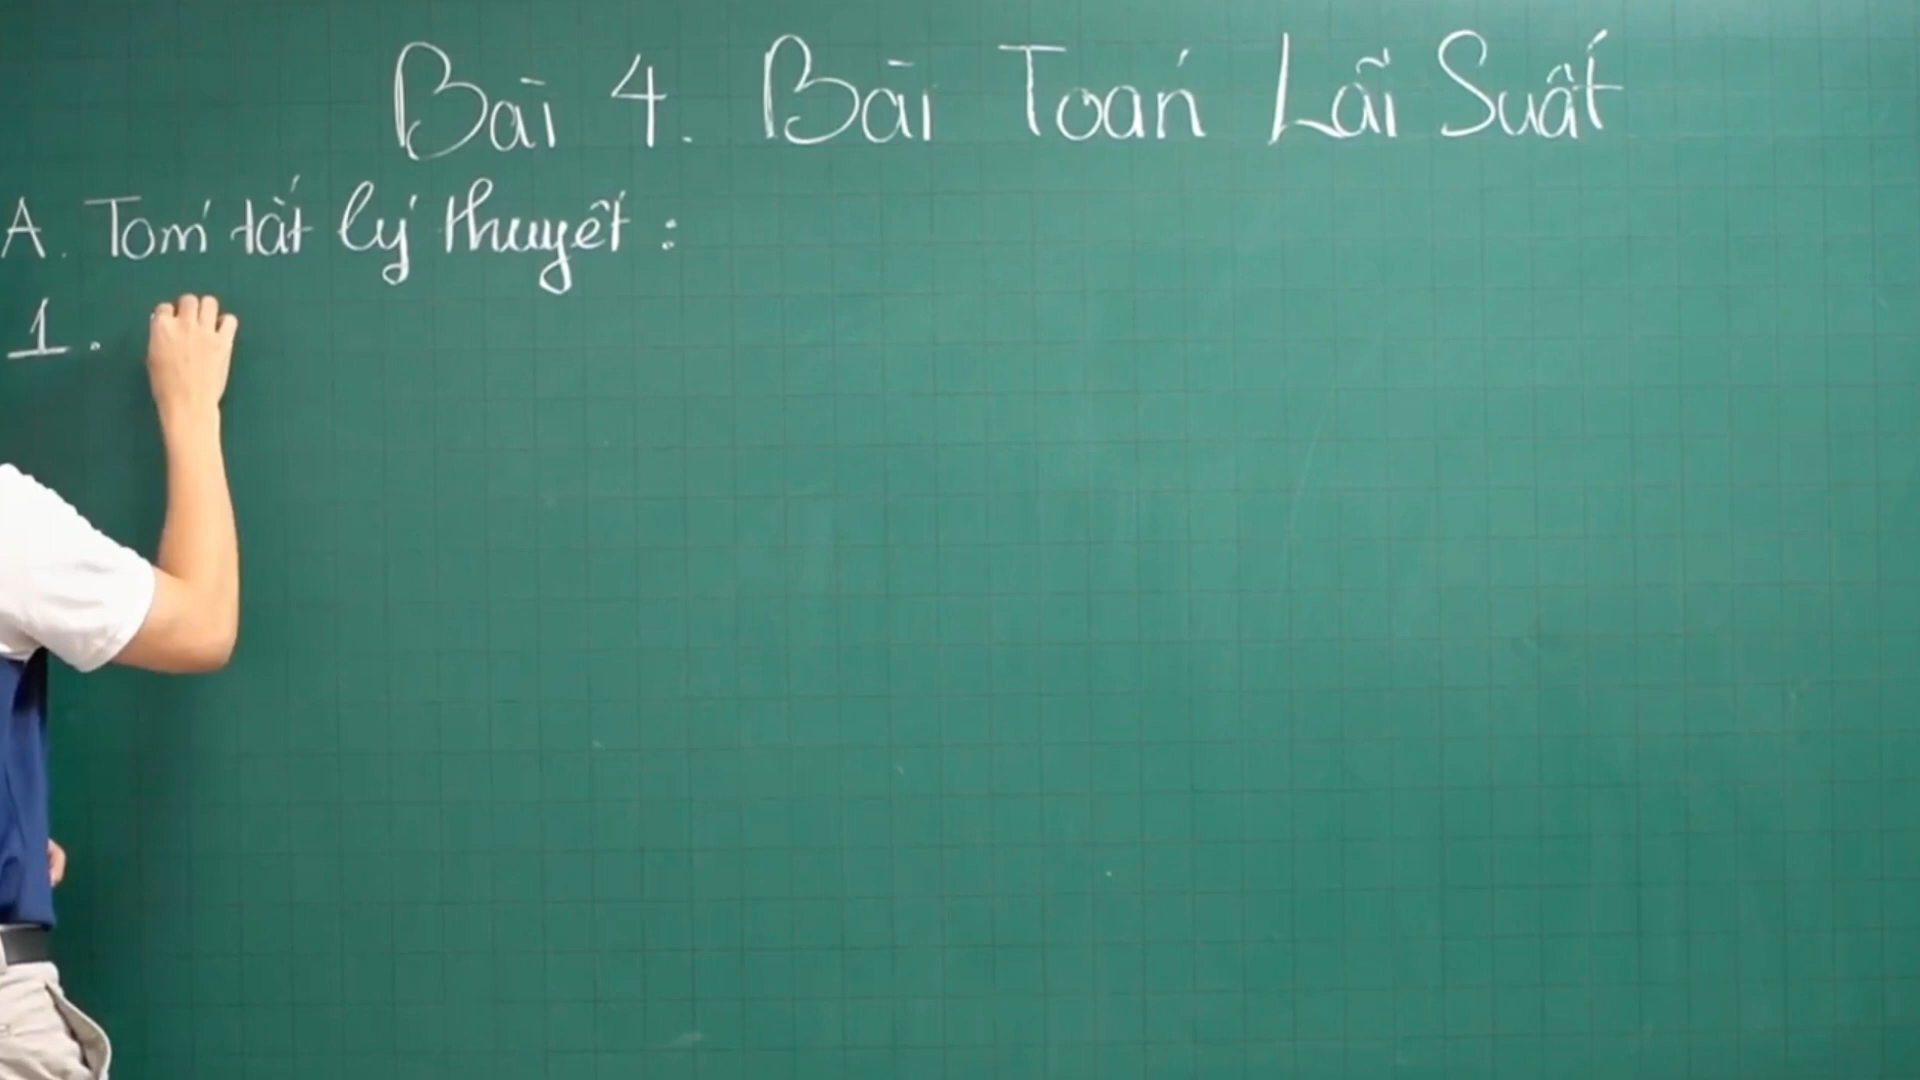 Bài 4. Bài Toán Lãi Suất
A. Tóm tắt lý thuyết :
1.